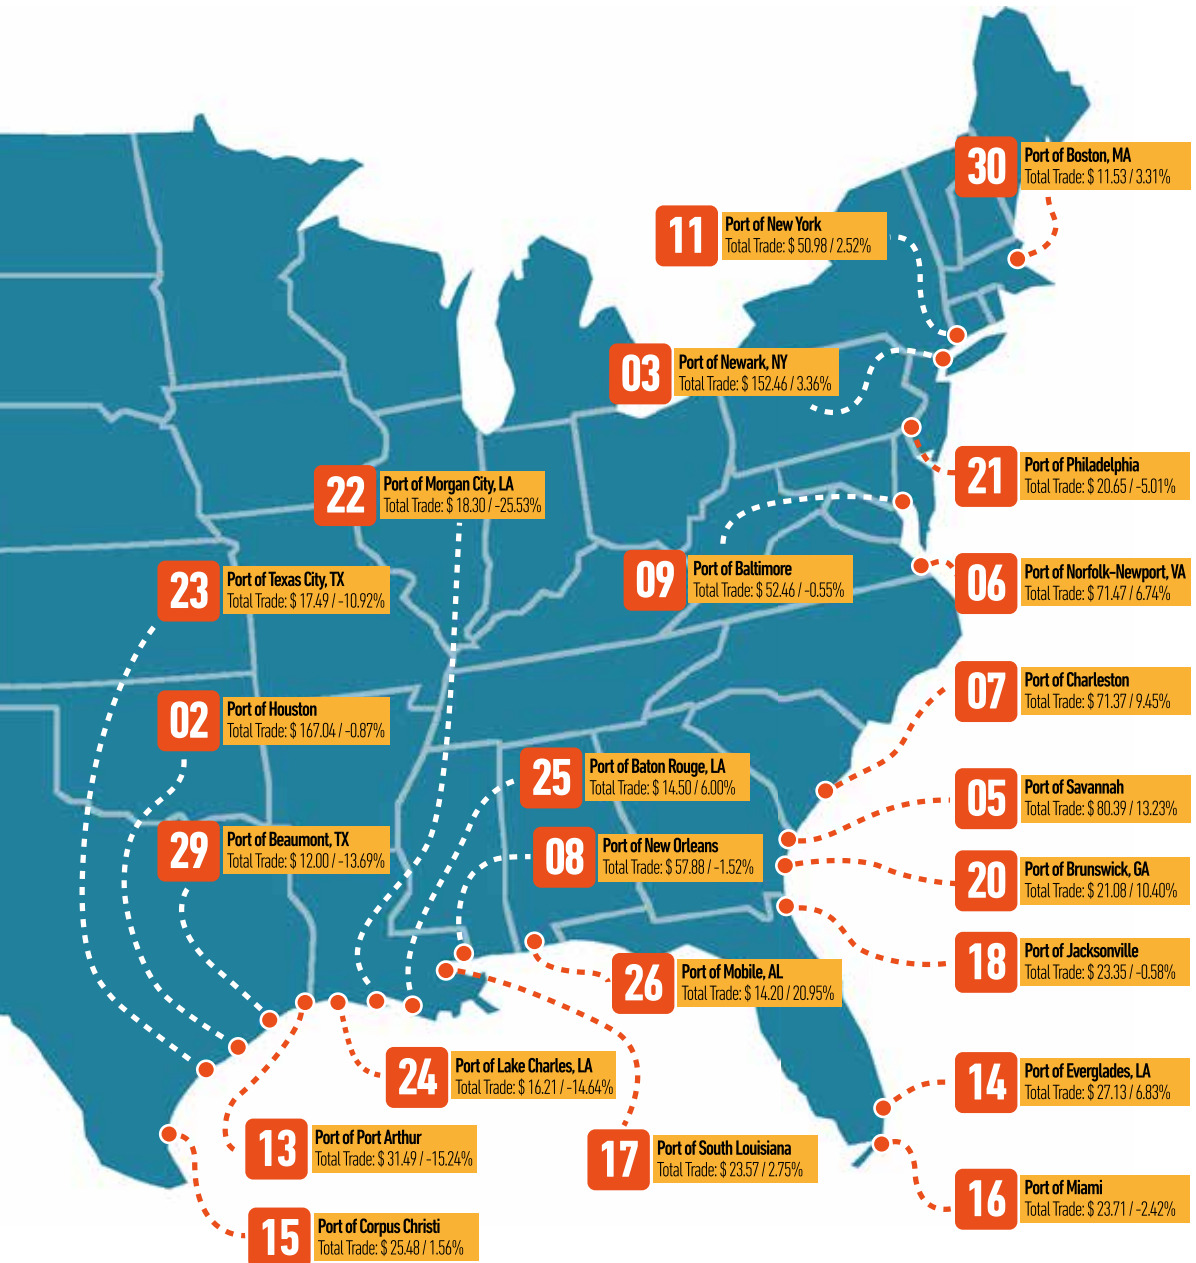 30
Port of Boston, MA
Total Trade: $ 11.53 / 3.31%
11
Port of New York
Total Trade: $ 50.98 / 2.52%
03
Port of Newark, NY
Total Trade: $ 152.46 / 3.36%
21
Port of Philadelphia
Total Trade: $ 20.65 / -5.01%
22
Port of Morgan City, LA
Total Trade: $ 18.30 / -25.53%
09
Port of Baltimore
Total Trade: $ 52.46 / -0.55%
06
Port of Norfolk-Newport, VA
Total Trade: $ 71.47 / 6.74%
23
Port of Texas City, TX
Total Trade: $ 17.49 / -10.92%
07
Port of Charleston
Total Trade: $ 71.37 / 9.45%
02
Port of Houston
Total Trade: $ 167.04 / -0.87%
25
Port of Baton Rouge, LA
Total Trade: $ 14.50 / 6.00%
05
Port of Savannah
Total Trade: $ 80.39 / 13.23%
29
Port of Beaumont, TX
Total Trade: $ 12.00 / -13.69%
08
Port of New Orleans
Total Trade: $ 57.88 / -1.52%
20
Port of Brunswick, GA
Total Trade: $ 21.08 / 10.40%
18
Port of Jacksonville
Total Trade: $ 23.35 / -0.58%
26
Port of Mobile, AL
Total Trade: $ 14.20 / 20.95%
24
Port of Lake Charles, LA
Total Trade: $ 16.21 / -14.64%
14
Port of Everglades, LA
Total Trade: $ 27.13 / 6.83%
13
Port of Port Arthur
Total Trade: $ 31.49 / -15.24%
17
Port of South Louisiana
Total Trade: $ 23.57 / 2.75%
16
Port of Miami
Total Trade: $ 23.71 / -2.42%
15
Port of Corpus Christi
Total Trade: $ 25.48 / 1.56%